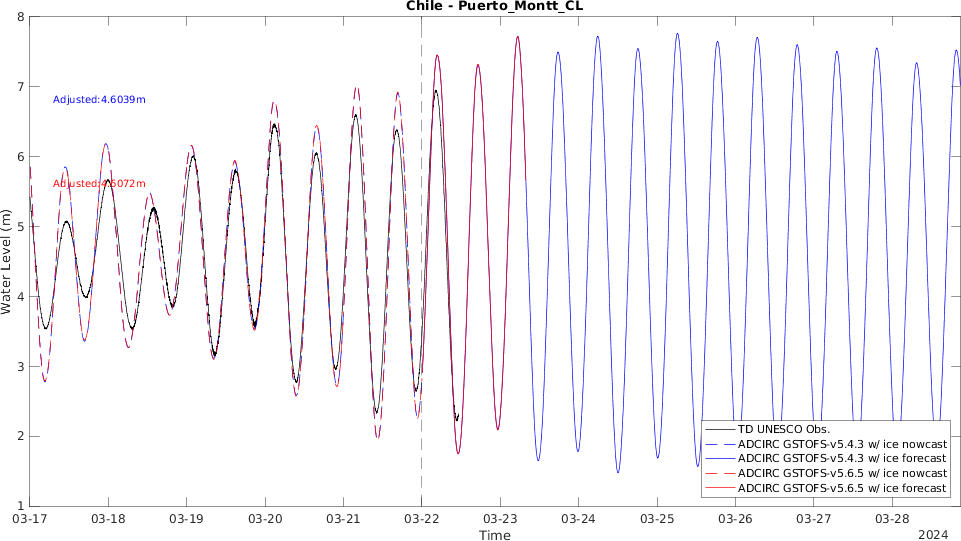 Chile - Puerto_Montt_CL
8
7
6
5
4
3
2
1
Water Level (m)
Adjusted:4.6039m
Adjusted:4.5072m
TD UNESCO Obs.
ADCIRC GSTOFS-v5.4.3 w/ ice nowcast
ADCIRC GSTOFS-v5.4.3 w/ ice forecast
ADCIRC GSTOFS-v5.6.5 w/ ice nowcast
ADCIRC GSTOFS-v5.6.5 w/ ice forecast
03-17 03-18 03-19 03-20 03-21 03-22 03-23 03-24 03-25 03-26 03-27 03-28
Time
2024